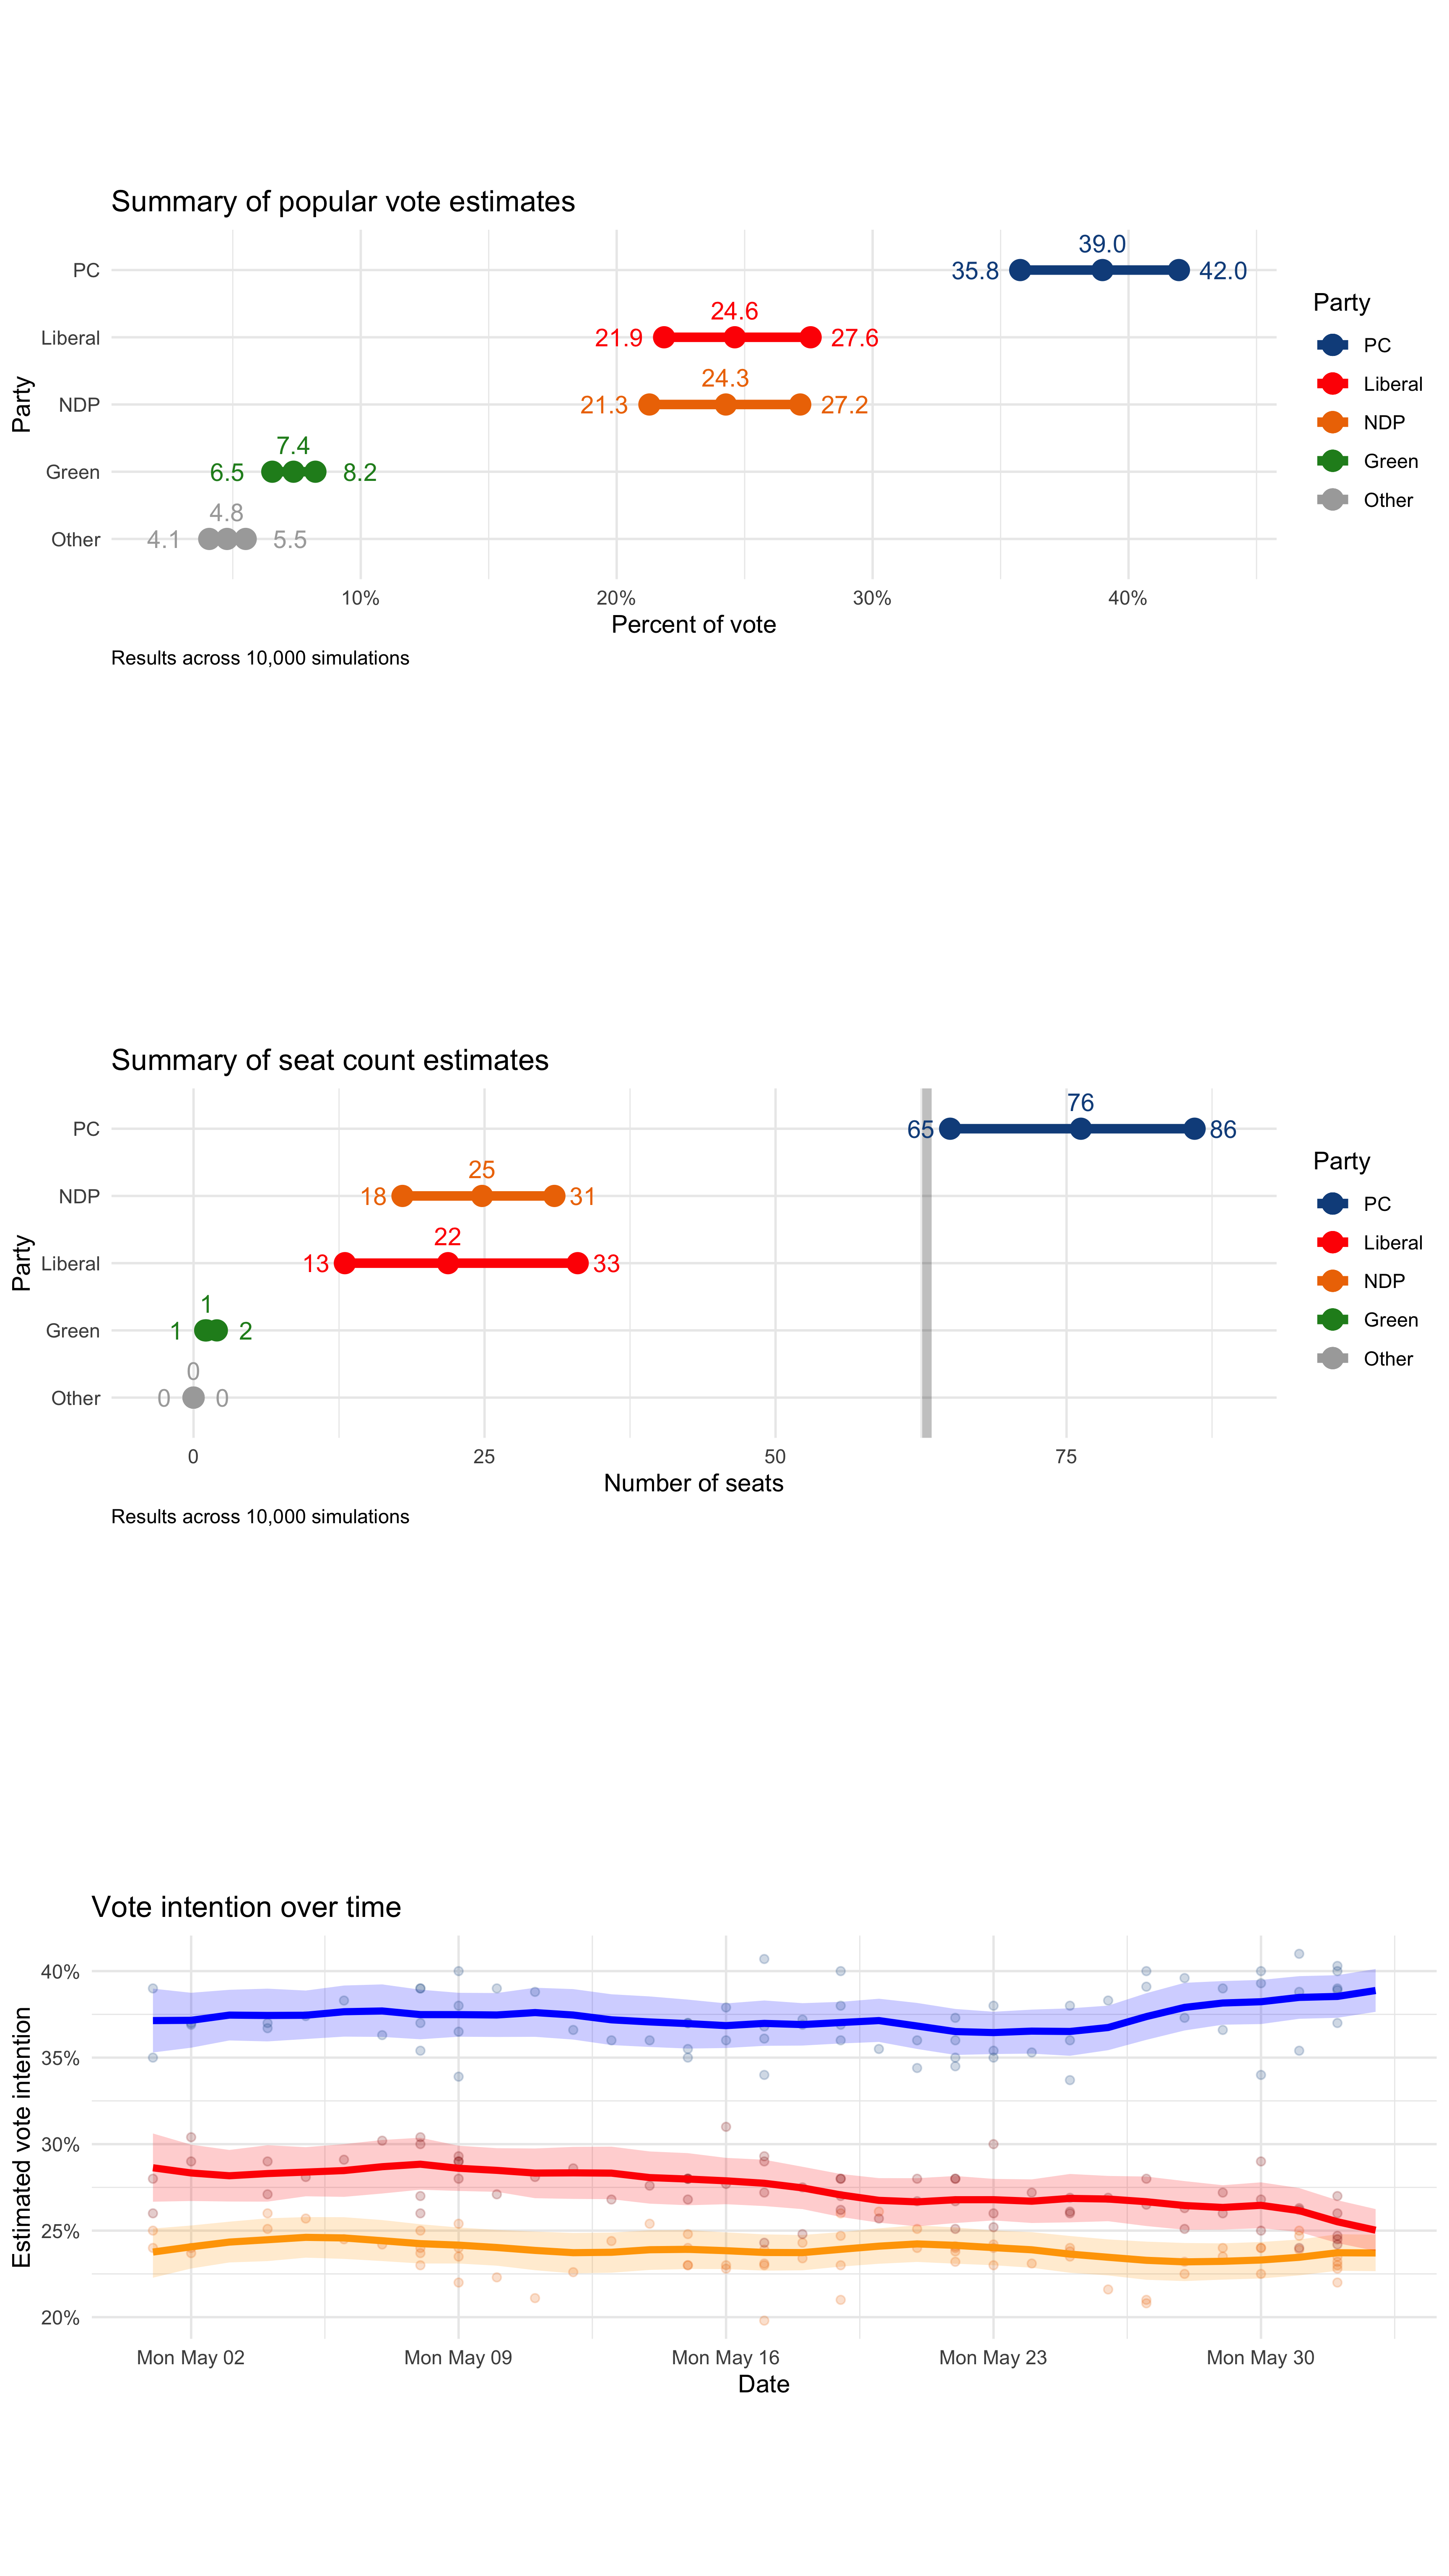 Summary of popular vote estimates
39.0
PC
35.8
42.0
24.6
Liberal
21.9
27.6
24.3
NDP
21.3
27.2
7.4
Green
6.5
8.2
4.8
Other
4.1
5.5
Party
10%
20%
30%
40%
Percent of vote
Results across 10,000 simulations
Party
PC
Liberal
NDP
Green
Other
Summary of seat count estimates
76
PC
65
86
25
NDP
18
31
22
Liberal
13
33
1
Green
1
2
0
Other
0
0
Party
0
25
50
75
Number of seats
Results across 10,000 simulations
Party
PC
Liberal
NDP
Green
Other
Vote intention over time
40%
35%
30%
25%
20%
Estimated vote intention
Mon May 02
Mon May 09
Mon May 16
Mon May 23
Mon May 30
Date